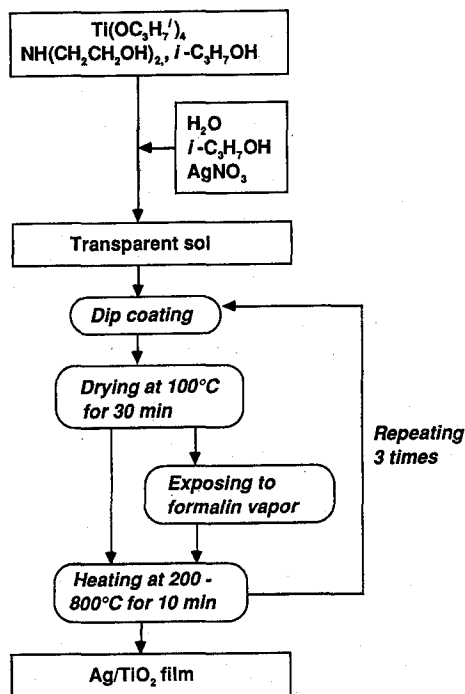 Ti(OC₃H₇ⁱ)₄
NH(CH₂CH₂OH)₂,, i-C₃H₇OH
H₂O
i-C₃H₇OH
AgNO₃
Transparent sol
Dip coating
Drying at 100°C
for 30 min
Repeating
3 times
Exposing to
formalin vapor
Heating at 200 -
800°C for 10 min
Ag/TiO₂ film